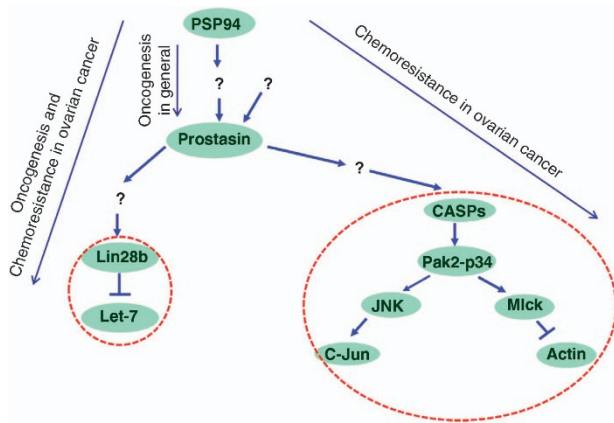 PSP94
Oncogenesis and
Chemoresistance in ovarian cancer
Oncogenesis
in general
Chemoresistance in ovarian cancer
?
?
?
Prostasin
?
?
CASPs
Lin28b
Pak2-p34
Let-7
JNK
Mlck
C-Jun
Actin